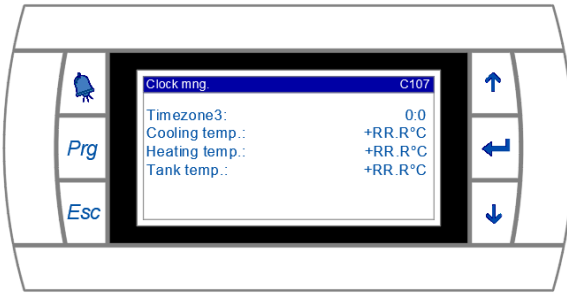 Clock mng. C107
Timezone3: 0:0
Cooling temp.: +RR.R°C
Heating temp.: +RR.R°C
Tank temp.: +RR.R°C
Prg
Esc